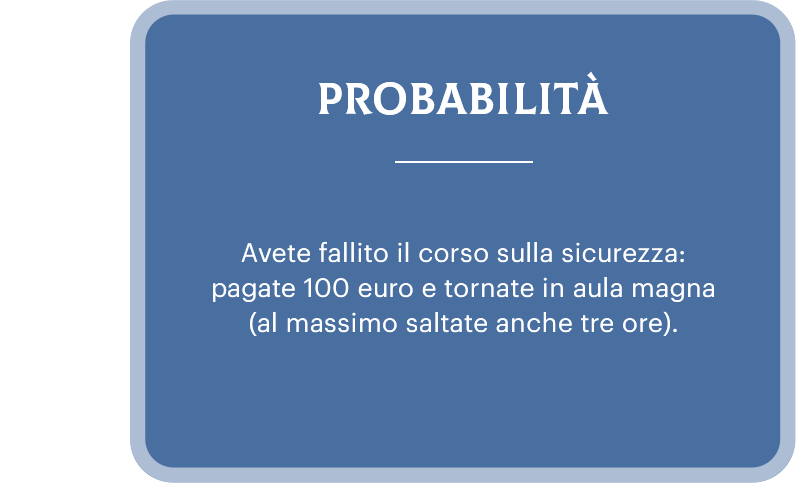 PROBABILITÀ
Avete fallito il corso sulla sicurezza:
pagate 100 euro e tornate in aula magna
(al massimo saltate anche tre ore).